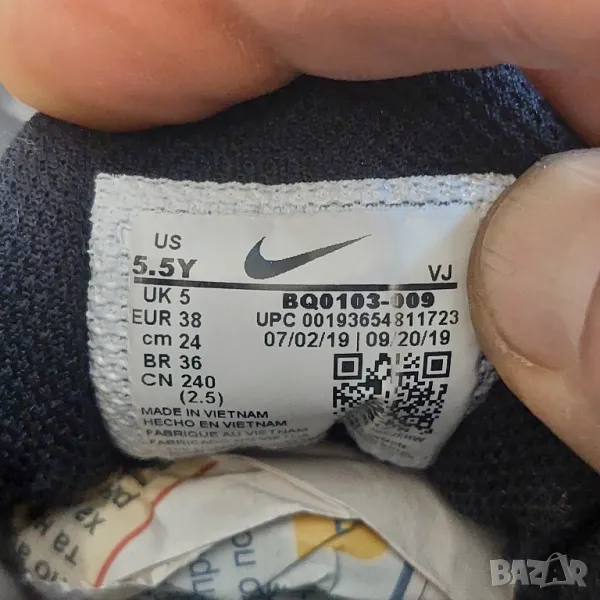 US
5.5Y
VJ
UK 5
BQ0103-009
EUR 38
UPC 00193654811723
cm 24
07/02/19 | 09/20/19
BR 36
CN 240
(2.5)
MADE IN VIETNAM
HECHO EN VIETNAM
FABRIQUE AU VIETNAM
BAZAR